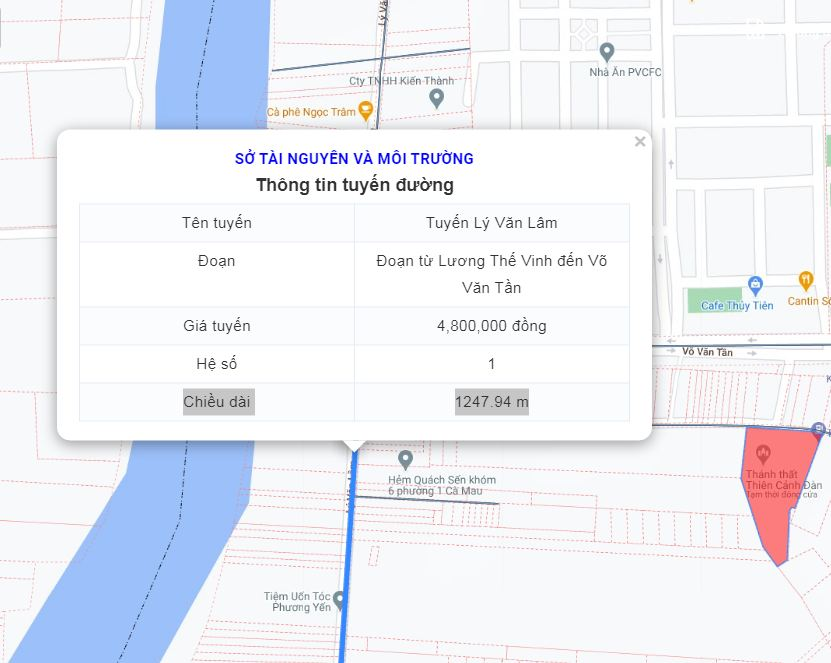 Lý Vă
Cty TNHH Kiến Thành
Nhà Ăn PVCFC
Cà phê Ngọc Trâm
×
SỞ TÀI NGUYÊN VÀ MÔI TRƯỜNG
Thông tin tuyến đường
Tên tuyến Tuyến Lý Văn Lâm
Đoạn Đoạn từ Lương Thế Vinh đến Võ
Văn Tần
Giá tuyến 4,800,000 đồng
Hệ số 1
Chiều dài 1247.94 m
Cafe Thủy Tiên
Cantin Số
Võ Văn Tần
Hẻm Quách Sến khóm
6 phường 1 Cà Mau
Thánh thất
Thiên Cảnh Đàn
Tạm thời đóng cửa
Tiệm Uốn Tóc
Phương Yến